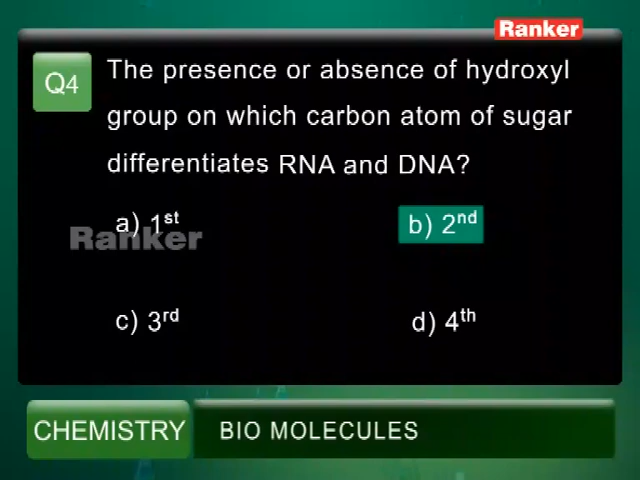 Ranker
Q4
The presence or absence of hydroxyl
group on which carbon atom of sugar
differentiates RNA and DNA?
a) 1st
b) 2nd
Ranker
c) 3rd
d) 4th
CHEMISTRY
BIO MOLECULES